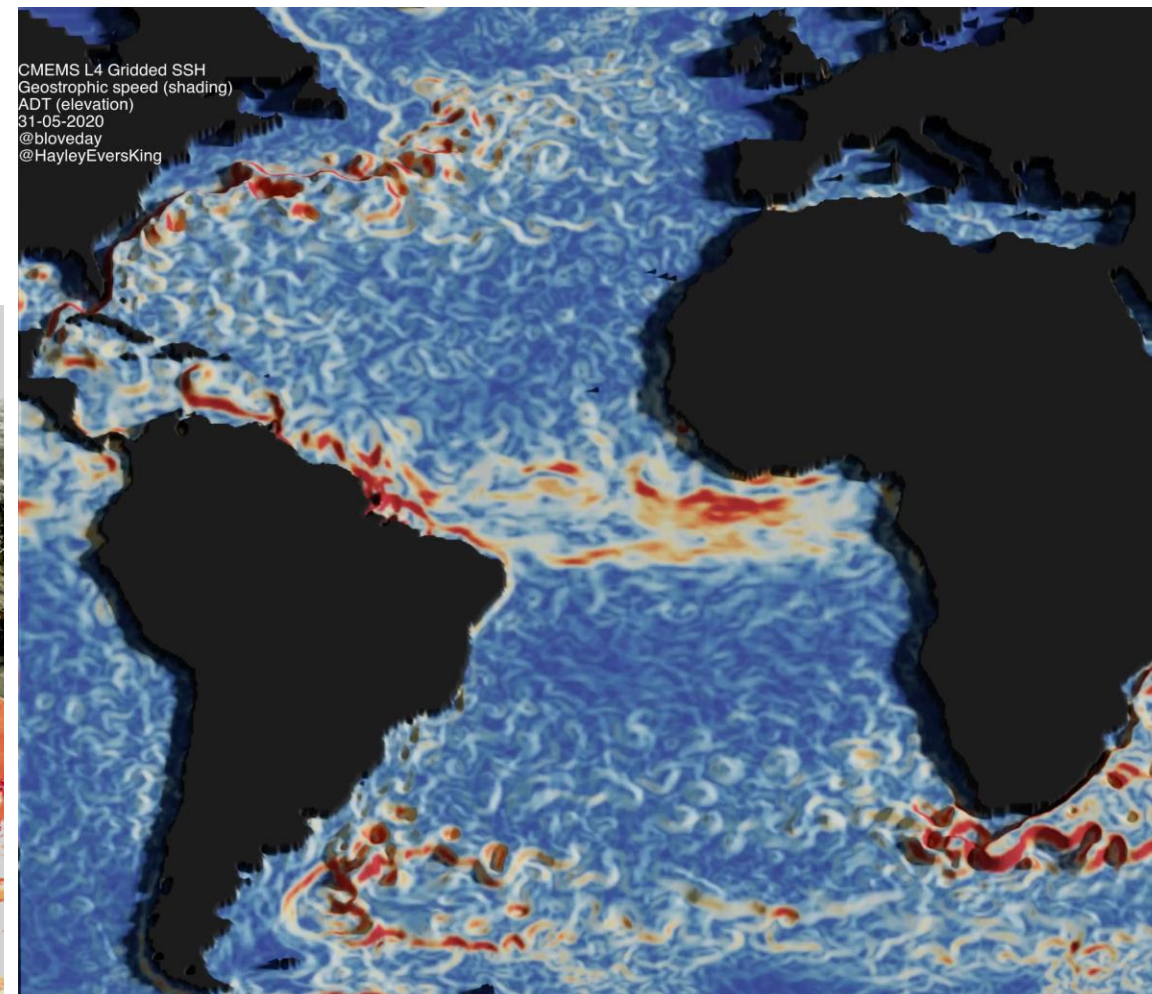 CMEMS L4 Gridded SSH
Geostrophic speed (shading)
ADT (elevation)
31-05-2020
@bloveday
@HayleyEversKing